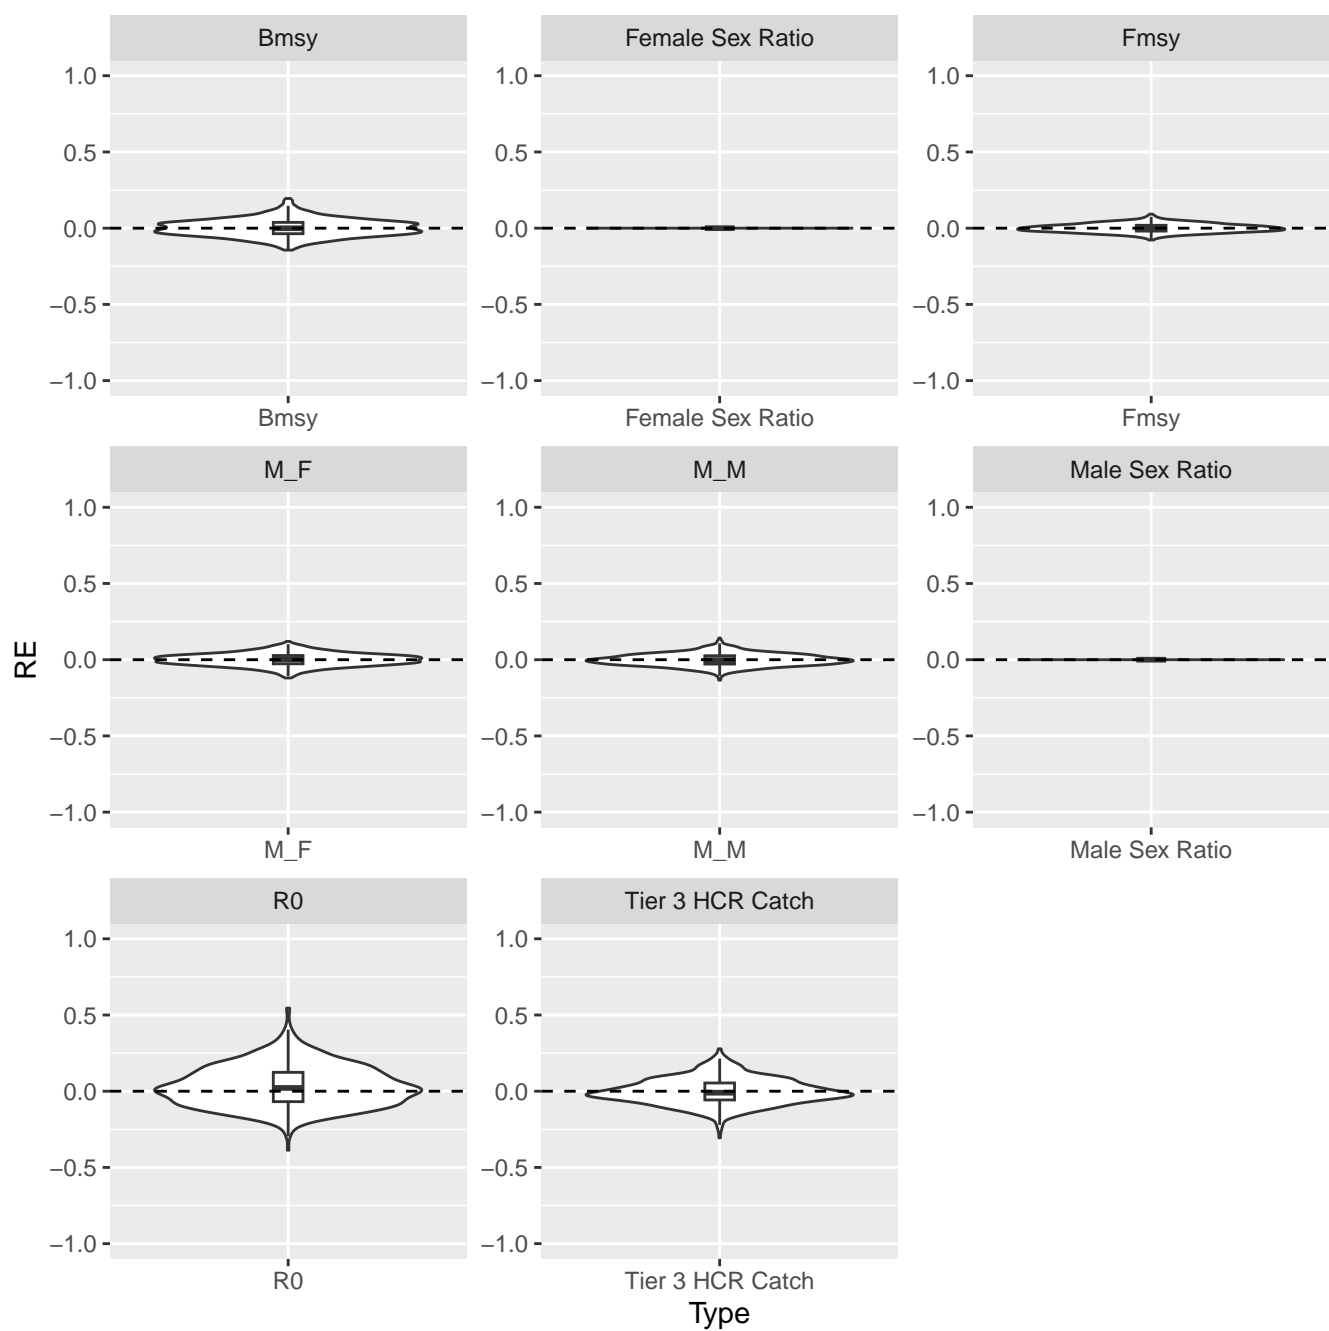 Bmsy Female Sex Ratio Fmsy
1.0 1.0 1.0
0.5 0.5 0.5
0.0 0.0 0.0
−0.5 −0.5 −0.5
−1.0 −1.0 −1.0
Bmsy Female Sex Ratio Fmsy
M_F M_M Male Sex Ratio
1.0 1.0 1.0
0.5 0.5 0.5
RE
0.0 0.0 0.0
−0.5 −0.5 −0.5
−1.0 −1.0 −1.0
M_F M_M Male Sex Ratio
R0 Tier 3 HCR Catch
1.0 1.0
0.5 0.5
0.0 0.0
−0.5 −0.5
−1.0 −1.0
R0 Tier 3 HCR Catch
Type